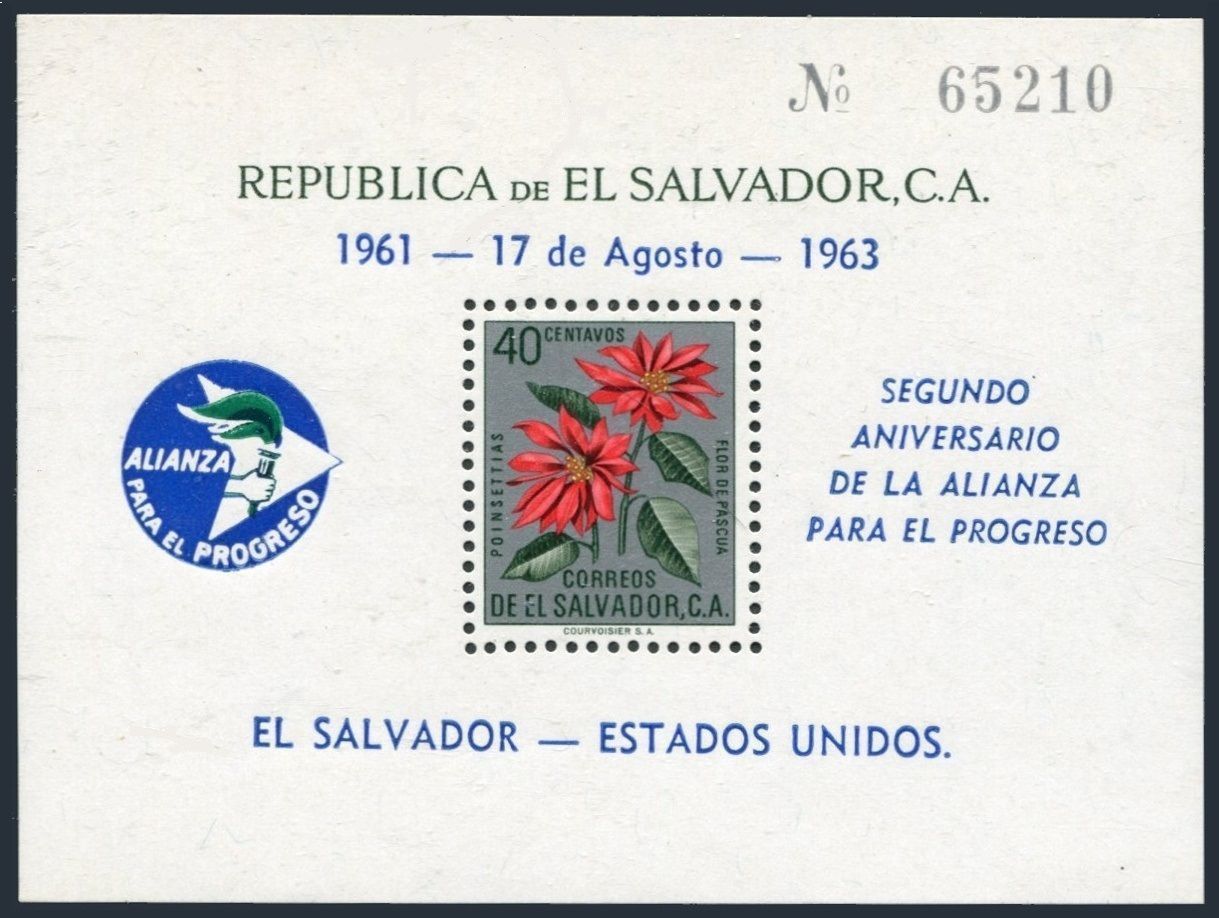 Nº 65210
REPUBLICA DE EL SALVADOR, C.A.
1961 — 17 de Agosto — 1963
40 CENTAVOS
POINSETTIAS
FLOR DE PASCUA
CORREOS
DE EL SALVADOR, C.A.
COURVOISIER S.A.
ALIANZA
PARA EL PROGRESO
SEGUNDO
ANIVERSARIO
DE LA ALIANZA
PARA EL PROGRESO
EL SALVADOR — ESTADOS UNIDOS.